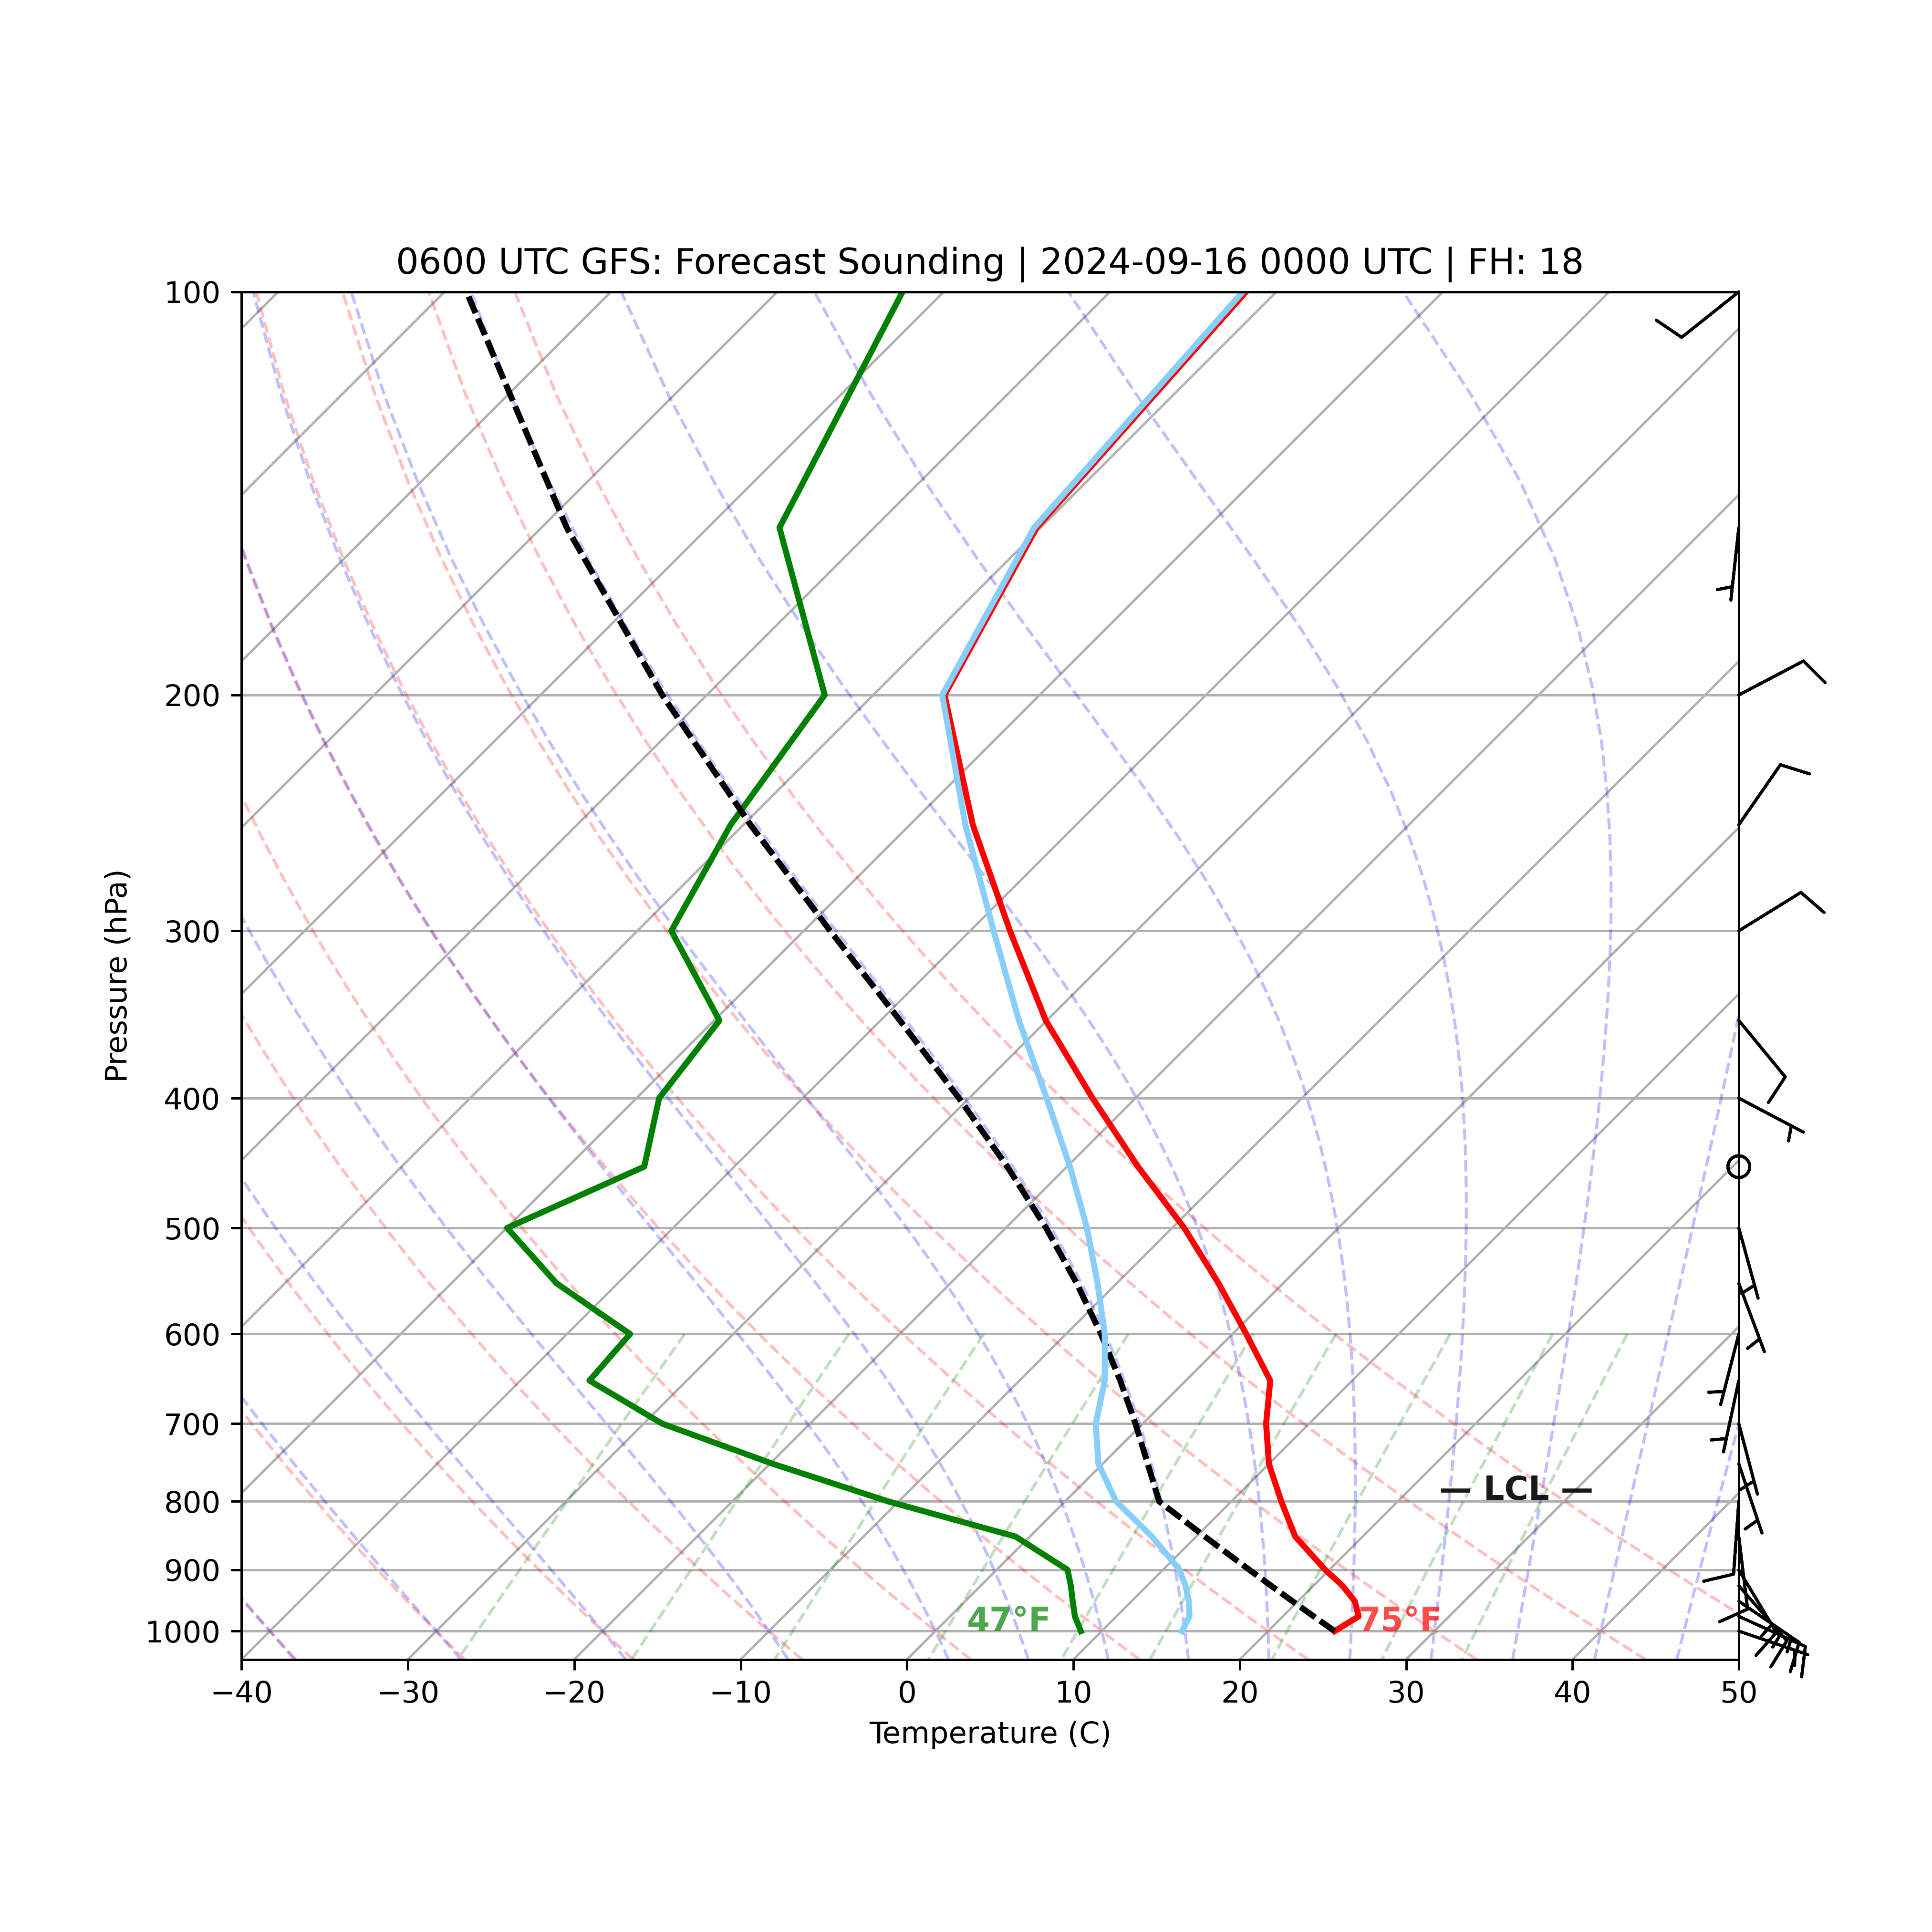 0600 UTC GFS: Forecast Sounding | 2024-09-16 0000 UTC | FH: 18
100
200
300
400
500
600
700
800
900
1000
Pressure (hPa)
— LCL —
47°F
75°F
−40 −30 −20 −10 0 10 20 30 40 50
Temperature (C)